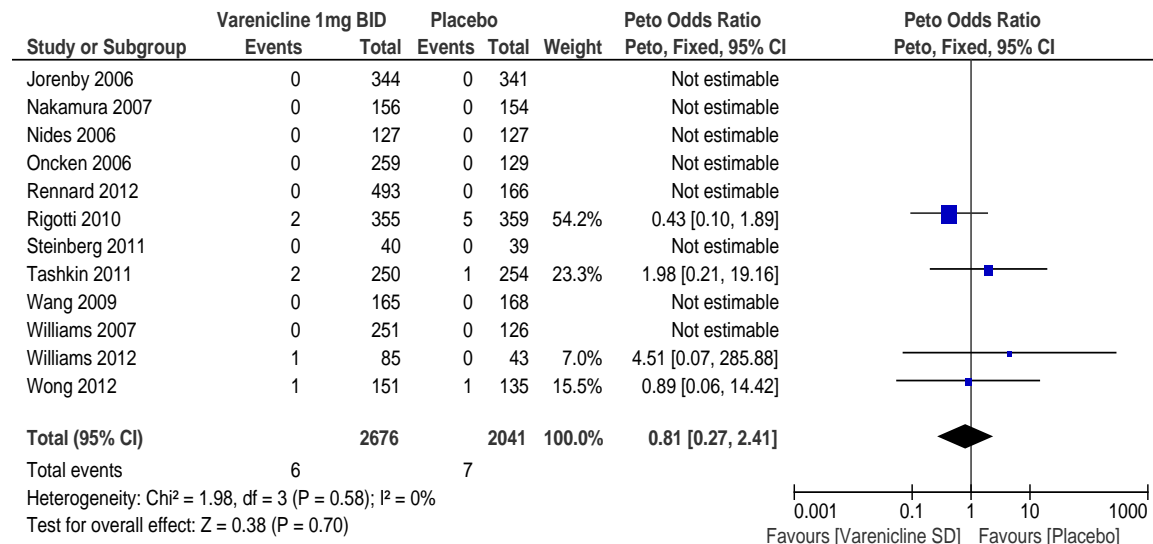 Varenicline 1mg BID Placebo Peto Odds Ratio Peto Odds Ratio
Study or Subgroup Events Total Events Total Weight Peto, Fixed, 95% CI Peto, Fixed, 95% CI
Jorenby 2006 0 344 0 341 Not estimable
Nakamura 2007 0 156 0 154 Not estimable
Nides 2006 0 127 0 127 Not estimable
Oncken 2006 0 259 0 129 Not estimable
Rennard 2012 0 493 0 166 Not estimable
Rigotti 2010 2 355 5 359 54.2% 0.43 [0.10, 1.89]
Steinberg 2011 0 40 0 39 Not estimable
Tashkin 2011 2 250 1 254 23.3% 1.98 [0.21, 19.16]
Wang 2009 0 165 0 168 Not estimable
Williams 2007 0 251 0 126 Not estimable
Williams 2012 1 85 0 43 7.0% 4.51 [0.07, 285.88]
Wong 2012 1 151 1 135 15.5% 0.89 [0.06, 14.42]
Total (95% CI) 2676 2041 100.0% 0.81 [0.27, 2.41]
Total events 6 7
Heterogeneity: Chi² = 1.98, df = 3 (P = 0.58); I² = 0%
Test for overall effect: Z = 0.38 (P = 0.70)
0.001 0.1 1 10 1000
Favours [Varenicline SD] Favours [Placebo]